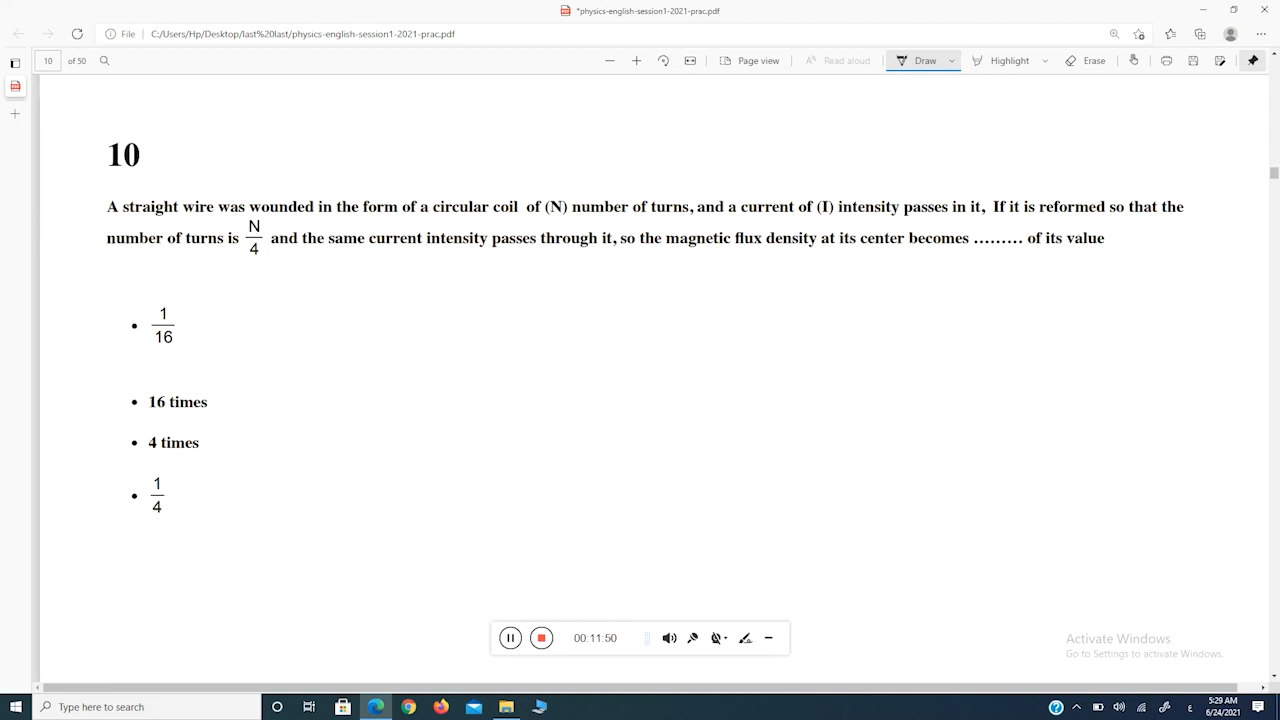 *physics-english-session1-2021-prac.pdf
File C:/Users/Hp/Desktop/last%20last/physics-english-session1-2021-prac.pdf
10 of 50 Page view Read aloud Draw Highlight Erase
10
A straight wire was wounded in the form of a circular coil of (N) number of turns, and a current of (I) intensity passes in it, If it is reformed so that the
number of turns is N/4 and the same current intensity passes through it, so the magnetic flux density at its center becomes ......... of its value
• 1/16
• 16 times
• 4 times
• 1/4
00:11:50
Activate Windows
Go to Settings to activate Windows.
Type here to search
5:29 AM
6/24/2021